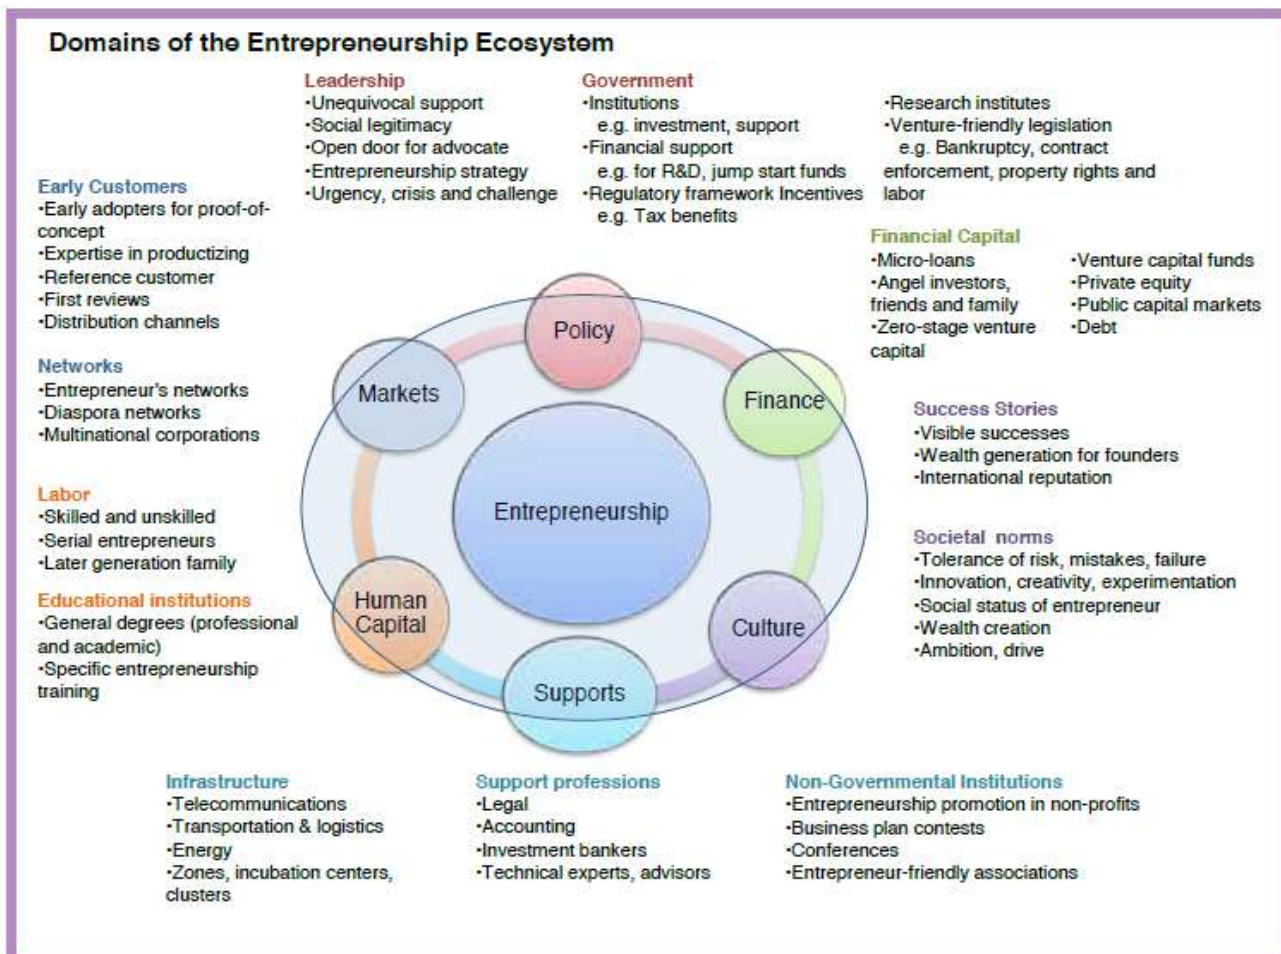 Domains of the Entrepreneurship Ecosystem
Leadership
•Unequivocal support
•Social legitimacy
•Open door for advocate
•Entrepreneurship strategy
•Urgency, crisis and challenge
Government
•Institutions
e.g. investment, support
•Financial support
e.g. for R&D, jump start funds
•Regulatory framework Incentives
e.g. Tax benefits
•Research institutes
•Venture-friendly legislation
e.g. Bankruptcy, contract
enforcement, property rights and
labor
Early Customers
•Early adopters for proof-of-
concept
•Expertise in productizing
•Reference customer
•First reviews
•Distribution channels
Financial Capital
•Micro-loans
•Angel investors,
friends and family
•Zero-stage venture
capital
•Venture capital funds
•Private equity
•Public capital markets
•Debt
Networks
•Entrepreneur's networks
•Diaspora networks
•Multinational corporations
Policy
Markets
Finance
Entrepreneurship
Human
Capital
Culture
Supports
Success Stories
•Visible successes
•Wealth generation for founders
•International reputation
Labor
•Skilled and unskilled
•Serial entrepreneurs
•Later generation family
Societal norms
•Tolerance of risk, mistakes, failure
•Innovation, creativity, experimentation
•Social status of entrepreneur
•Wealth creation
•Ambition, drive
Educational institutions
•General degrees (professional
and academic)
•Specific entrepreneurship
training
Infrastructure
•Telecommunications
•Transportation & logistics
•Energy
•Zones, incubation centers,
clusters
Support professions
•Legal
•Accounting
•Investment bankers
•Technical experts, advisors
Non-Governmental Institutions
•Entrepreneurship promotion in non-profits
•Business plan contests
•Conferences
•Entrepreneur-friendly associations